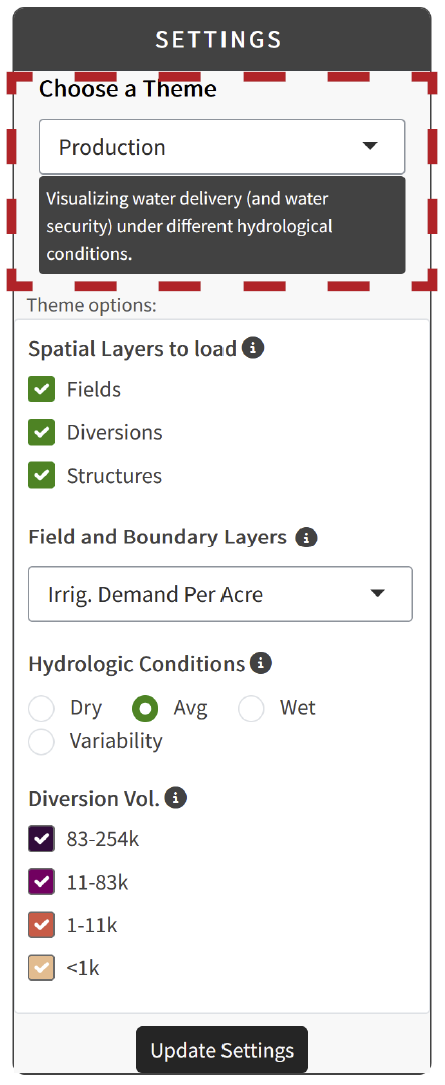 SETTINGS
Choose a Theme
Production
Visualizing water delivery (and water
security) under different hydrological
conditions.
Theme options:
Spatial Layers to load i
Fields
Diversions
Structures
Field and Boundary Layers i
Irrig. Demand Per Acre
Hydrologic Conditions i
Dry Avg Wet
Variability
Diversion Vol. i
83-254k
11-83k
1-11k
<1k
Update Settings